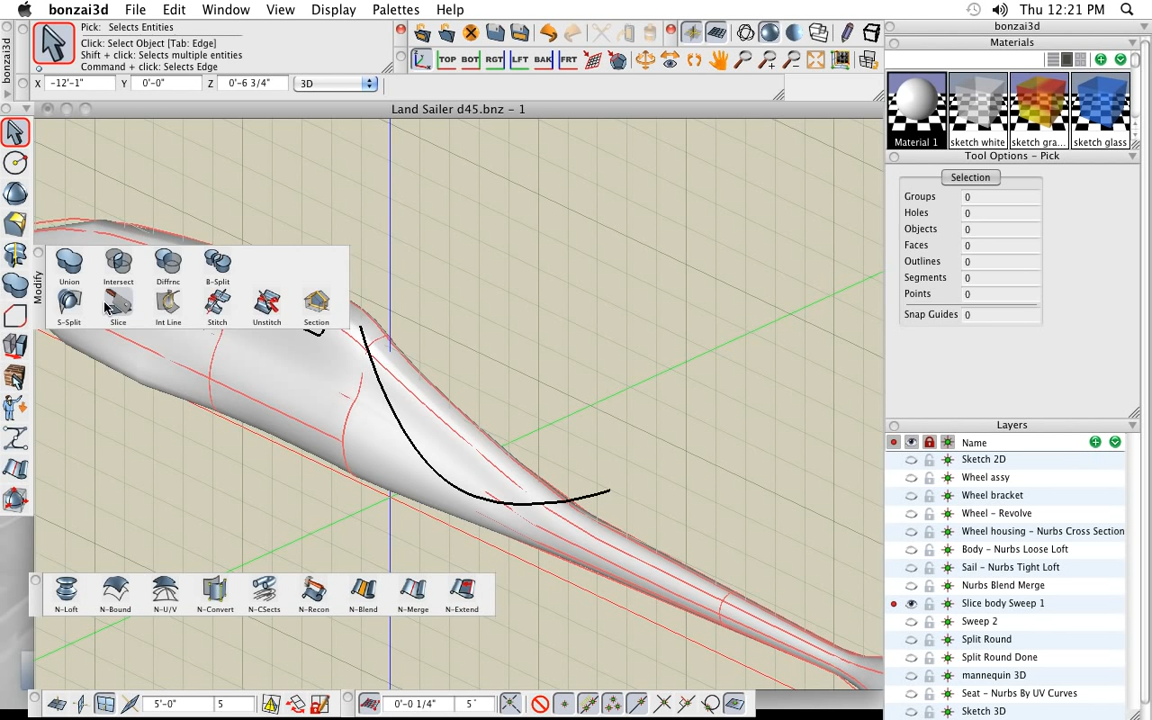 bonzai3d File Edit Window View Display Palettes Help Thu 12:21 PM
Pick: Selects Entities
Click: Select Object [Tab: Edge]
Shift + click: Selects multiple entities
Command + click: Selects Edge
bonzai3d
TOP BOT RGT LFT BAK FRT
X -12'-1" Y 0'-0" Z 0'-6 3/4" 3D
Land Sailer d45.bnz - 1
Modify
Union Intersect Diffrnc B-Split
S-Split Slice Int Line Stitch Unstitch Section
N-Loft N-Bound N-U/V N-Convert N-CSects N-Recon N-Blend N-Merge N-Extend
5'-0" 5 0'-0 1/4" 5°
bonzai3d
Materials
Material 1 sketch white sketch gra... sketch glass
Tool Options - Pick
Selection
Groups 0
Holes 0
Objects 0
Faces 0
Outlines 0
Segments 0
Points 0
Snap Guides 0
Layers
Name
Sketch 2D
Wheel assy
Wheel bracket
Wheel - Revolve
Wheel housing - Nurbs Cross Section
Body - Nurbs Loose Loft
Sail - Nurbs Tight Loft
Nurbs Blend Merge
Slice body Sweep 1
Sweep 2
Split Round
Split Round Done
mannequin 3D
Seat - Nurbs By UV Curves
Sketch 3D